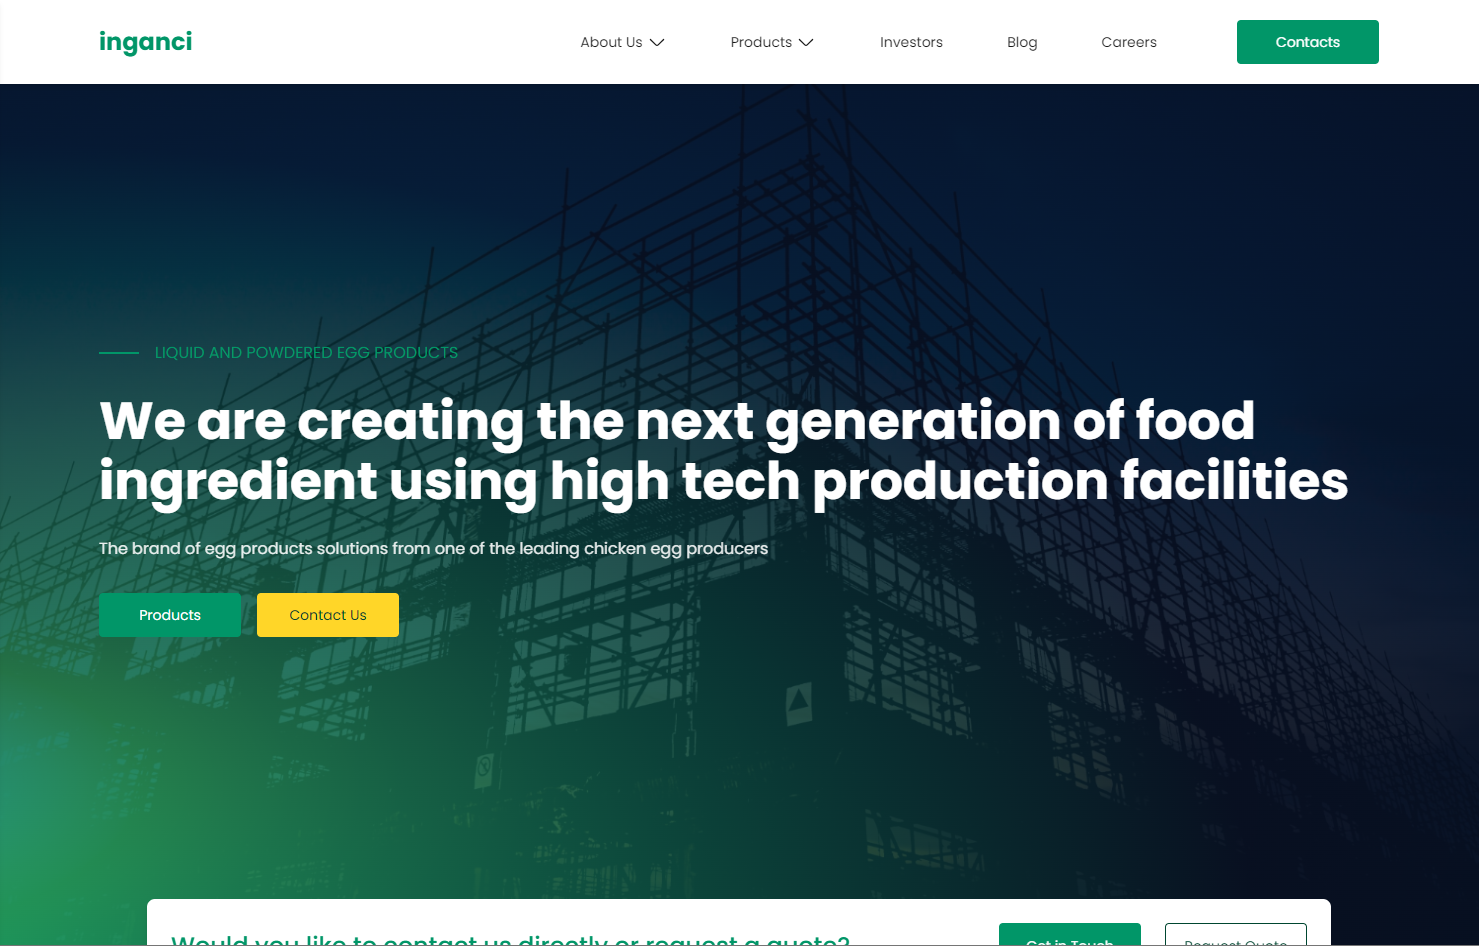 inganci
About Us
Products
Investors
Blog
Careers
Contacts
LIQUID AND POWDERED EGG PRODUCTS
We are creating the next generation of food
ingredient using high tech production facilities
The brand of egg products solutions from one of the leading chicken egg producers
Products
Contact Us
Would you like to contact us directly or request a quote?
Get in Touch
Request Quote